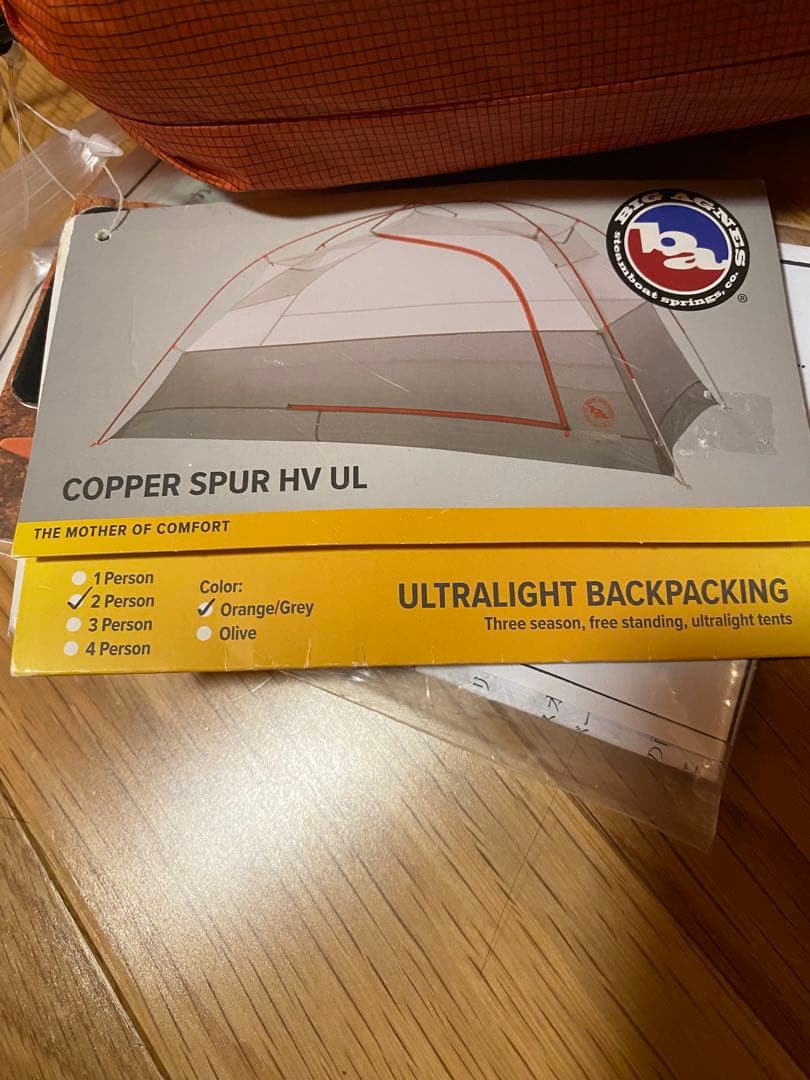 BIG AGNES
ba
steamboat springs, co.
®
COPPER SPUR HV UL
THE MOTHER OF COMFORT
1 Person
2 Person
3 Person
4 Person
Color:
Orange/Grey
Olive
ULTRALIGHT BACKPACKING
Three season, free standing, ultralight tents